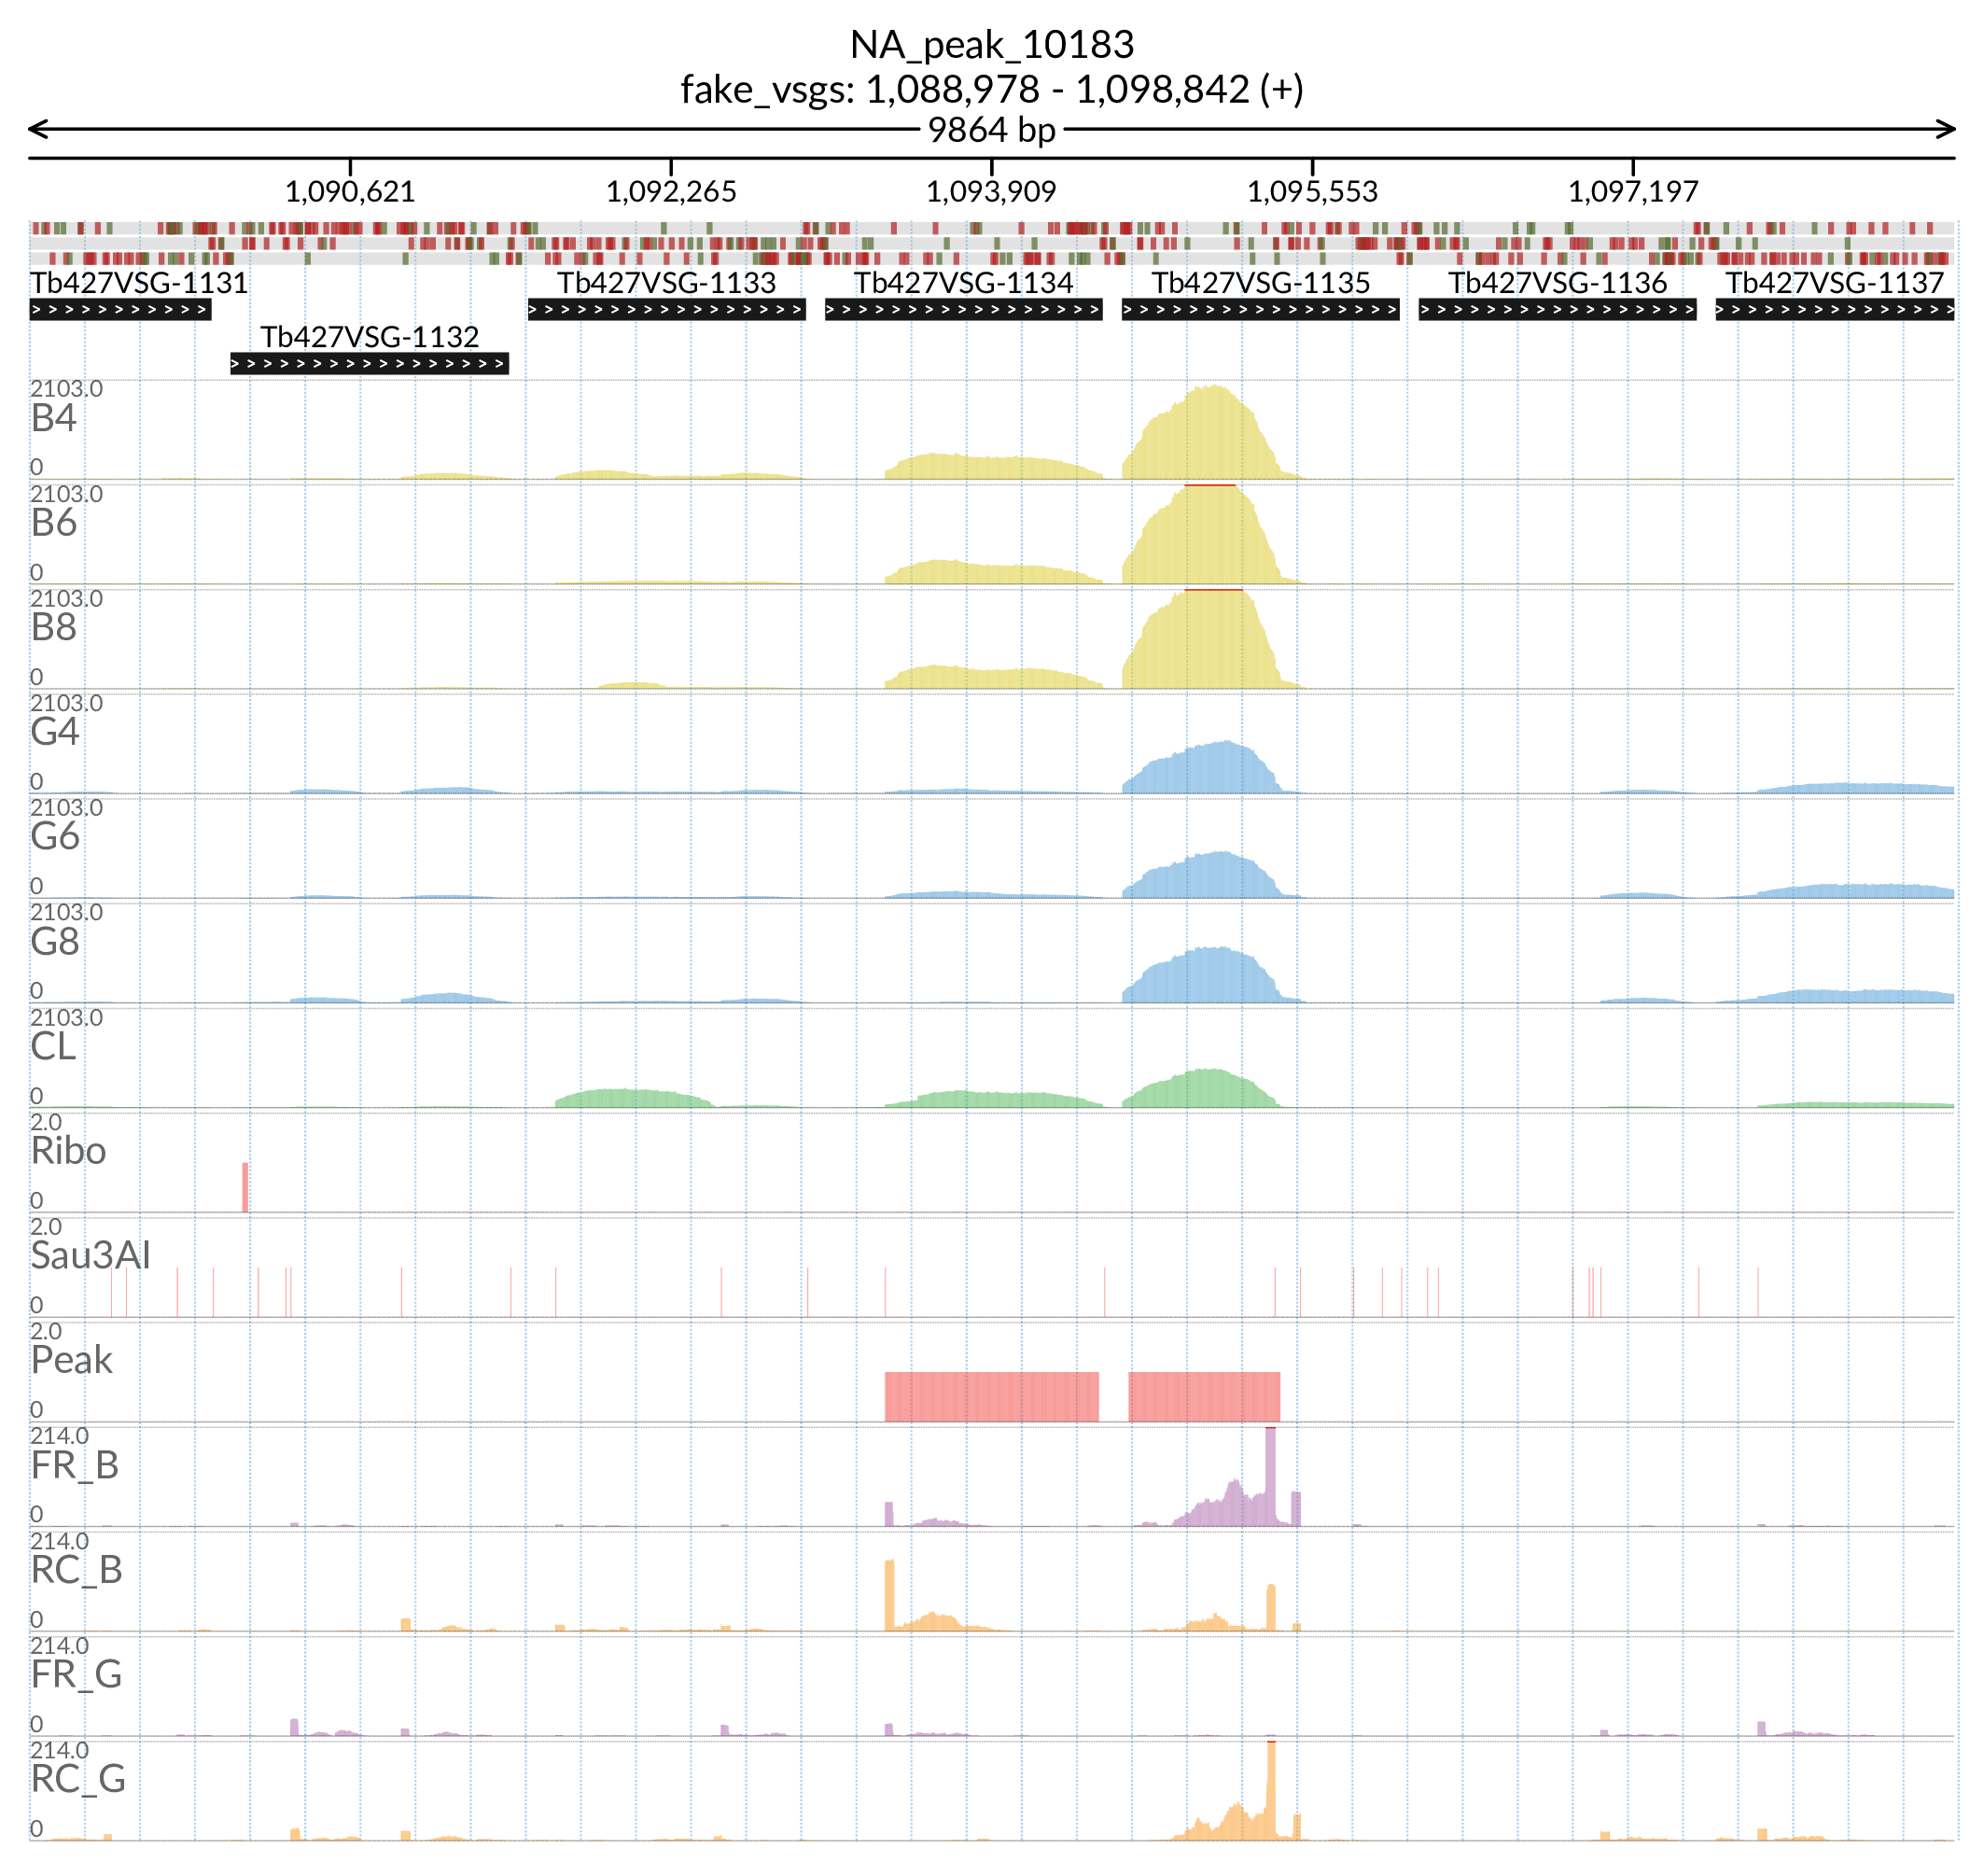 NA_peak_10183
fake_vsgs: 1,088,978 - 1,098,842 (+)
9864 bp
1,090,621 1,092,265 1,093,909 1,095,553 1,097,197
Tb427VSG-1131 Tb427VSG-1133 Tb427VSG-1134 Tb427VSG-1135 Tb427VSG-1136 Tb427VSG-1137
Tb427VSG-1132
2103.0
B4
0
2103.0
B6
0
2103.0
B8
0
2103.0
G4
0
2103.0
G6
0
2103.0
G8
0
2103.0
CL
0
2.0
Ribo
0
2.0
Sau3AI
0
2.0
Peak
0
214.0
FR_B
0
214.0
RC_B
0
214.0
FR_G
0
214.0
RC_G
0